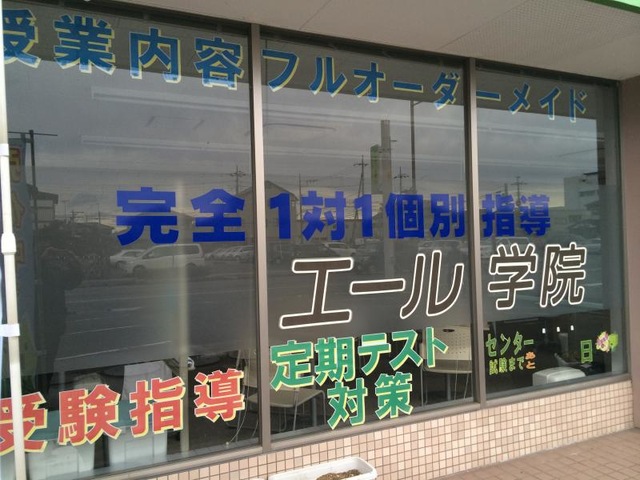 授業内容フルオーダーメイド
完全1対1個別指導
エール学院
定期テスト
対策
受験指導
センター
試験まであと
日